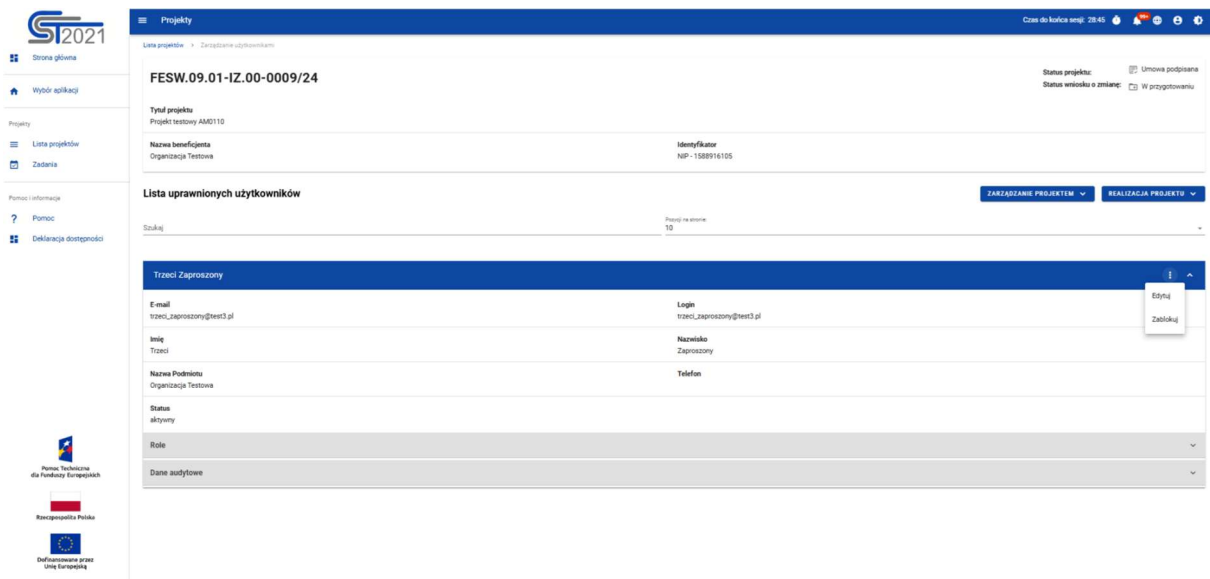 CST2021
Projekty
Czas do końca sesji: 28:45
99+
Lista projektów > Zarządzanie użytkownikami
Strona główna
Wybór aplikacji
Projekty
Lista projektów
Zadania
Pomoc i informacje
? Pomoc
Deklaracja dostępności
FESW.09.01-IZ.00-0009/24
Status projektu: Umowa podpisana
Status wniosku o zmianę: W przygotowaniu
Tytuł projektu
Projekt testowy AM0110
Nazwa beneficjenta Identyfikator
Organizacja Testowa NIP - 1588916105
Lista uprawnionych użytkowników
ZARZĄDZANIE PROJEKTEM REALIZACJA PROJEKTU
Szukaj
Pozycji na stronie
10
Trzeci Zaproszony
Edytuj
Zablokuj
E-mail Login
trzeci_zaproszony@test3.pl trzeci_zaproszony@test3.pl
Imię Nazwisko
Trzeci Zaproszony
Nazwa Podmiotu Telefon
Organizacja Testowa
Status
aktywny
Role
Dane audytowe
Pomoc Techniczna
dla Funduszy Europejskich
Rzeczpospolita Polska
Dofinansowane przez
Unię Europejską